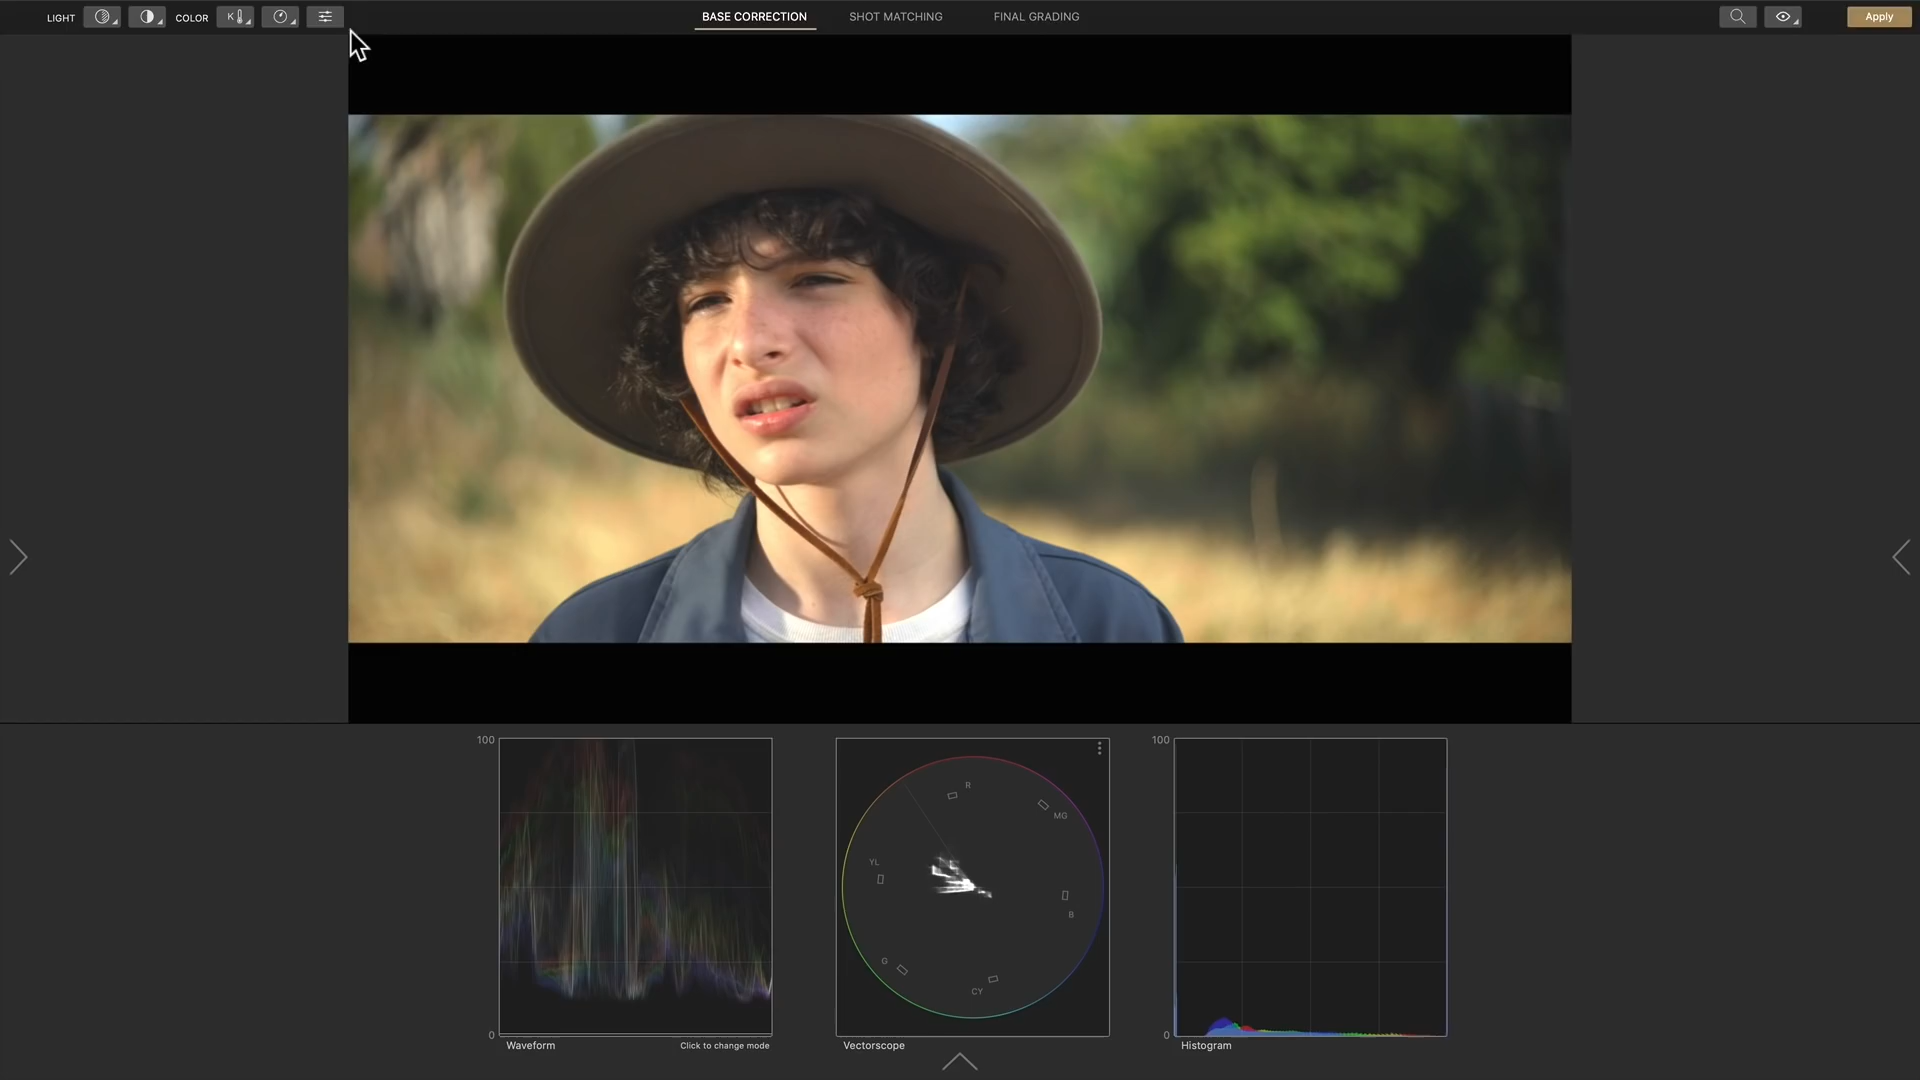 LIGHT
COLOR
K
BASE CORRECTION
SHOT MATCHING
FINAL GRADING
Apply
100
0
Waveform
Click to change mode
R
MG
YL
B
G
CY
Vectorscope
100
0
Histogram